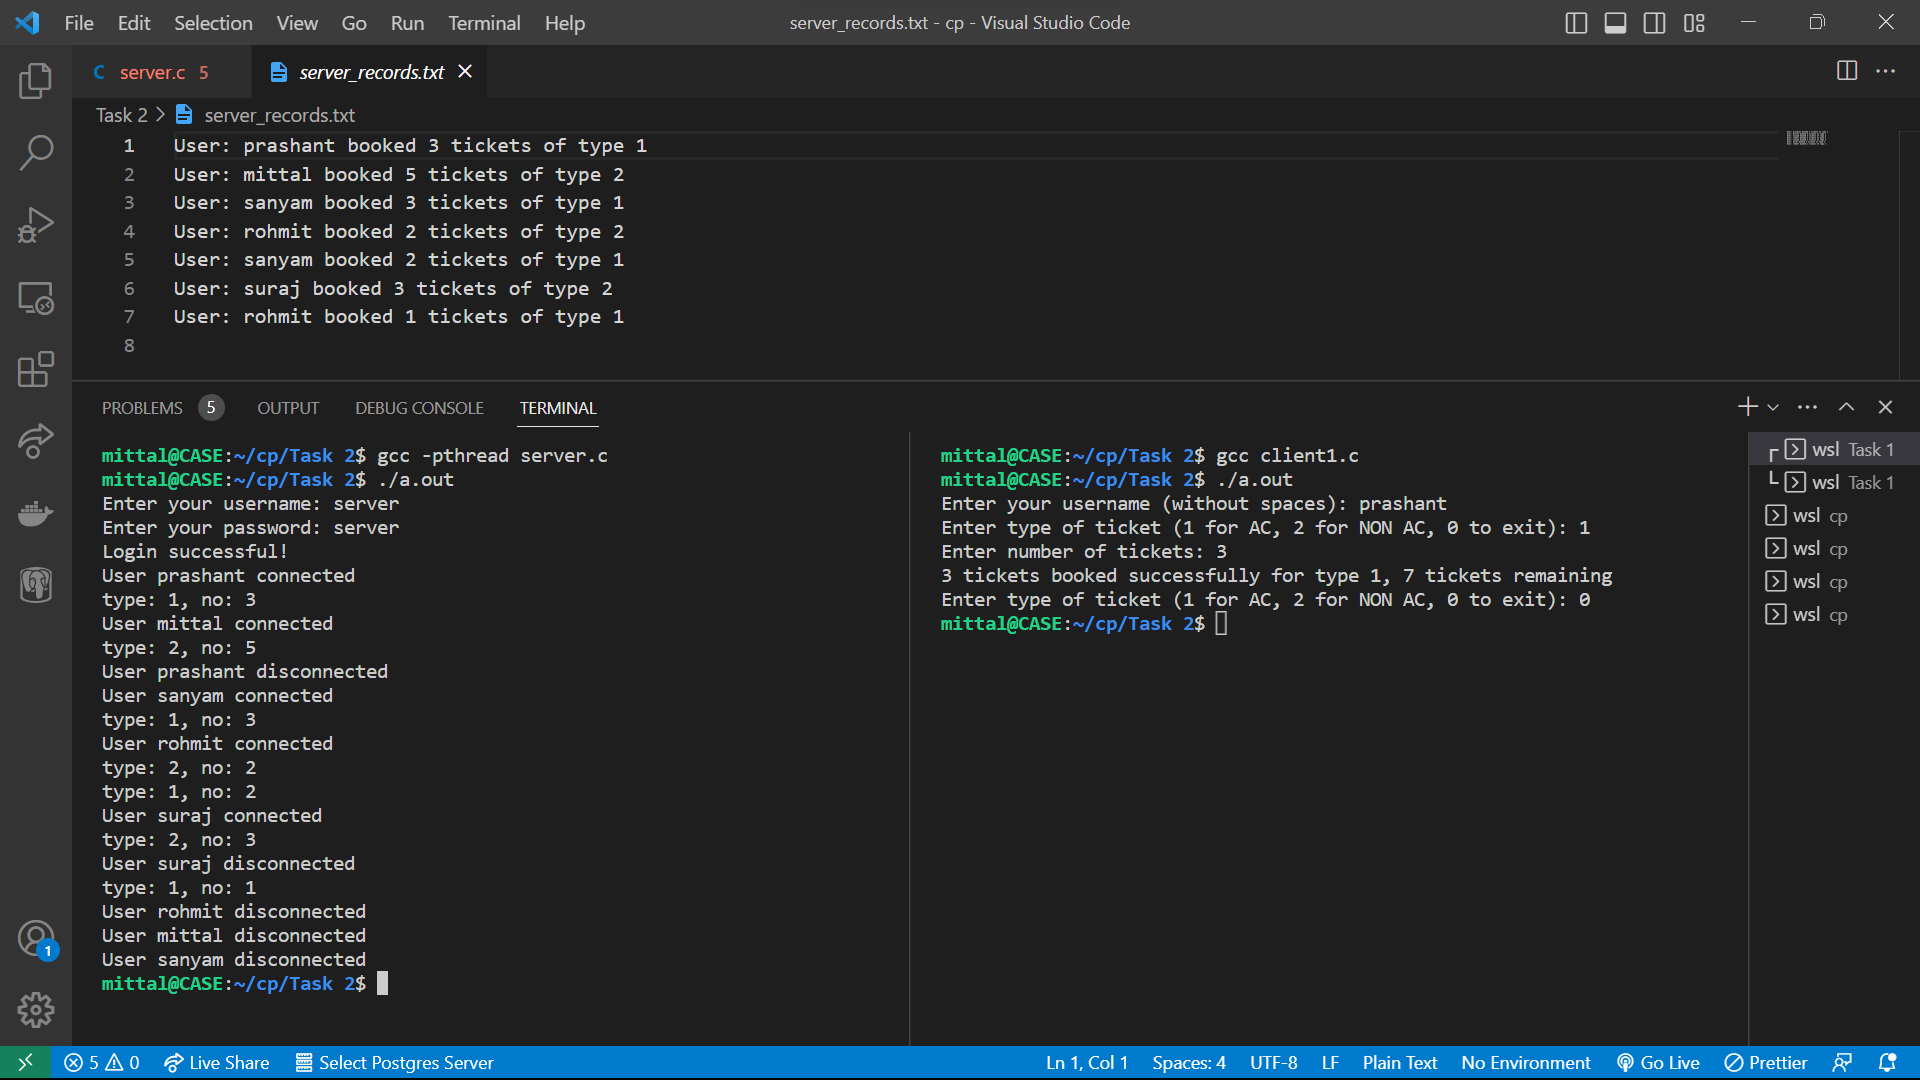 File Edit Selection View Go Run Terminal Help
server_records.txt - cp - Visual Studio Code
server.c 5
server_records.txt
Task 2 > server_records.txt
1 User: prashant booked 3 tickets of type 1
2 User: mittal booked 5 tickets of type 2
3 User: sanyam booked 3 tickets of type 1
4 User: rohmit booked 2 tickets of type 2
5 User: sanyam booked 2 tickets of type 1
6 User: suraj booked 3 tickets of type 2
7 User: rohmit booked 1 tickets of type 1
8
PROBLEMS 5 OUTPUT DEBUG CONSOLE TERMINAL
mittal@CASE:~/cp/Task 2$ gcc -pthread server.c
mittal@CASE:~/cp/Task 2$ ./a.out
Enter your username: server
Enter your password: server
Login successful!
User prashant connected
type: 1, no: 3
User mittal connected
type: 2, no: 5
User prashant disconnected
User sanyam connected
type: 1, no: 3
User rohmit connected
type: 2, no: 2
type: 1, no: 2
User suraj connected
type: 2, no: 3
User suraj disconnected
type: 1, no: 1
User rohmit disconnected
User mittal disconnected
User sanyam disconnected
mittal@CASE:~/cp/Task 2$
mittal@CASE:~/cp/Task 2$ gcc client1.c
mittal@CASE:~/cp/Task 2$ ./a.out
Enter your username (without spaces): prashant
Enter type of ticket (1 for AC, 2 for NON AC, 0 to exit): 1
Enter number of tickets: 3
3 tickets booked successfully for type 1, 7 tickets remaining
Enter type of ticket (1 for AC, 2 for NON AC, 0 to exit): 0
mittal@CASE:~/cp/Task 2$
wsl Task 1
wsl Task 1
wsl cp
wsl cp
wsl cp
wsl cp
1
5 0 Live Share Select Postgres Server
Ln 1, Col 1 Spaces: 4 UTF-8 LF Plain Text No Environment Go Live Prettier